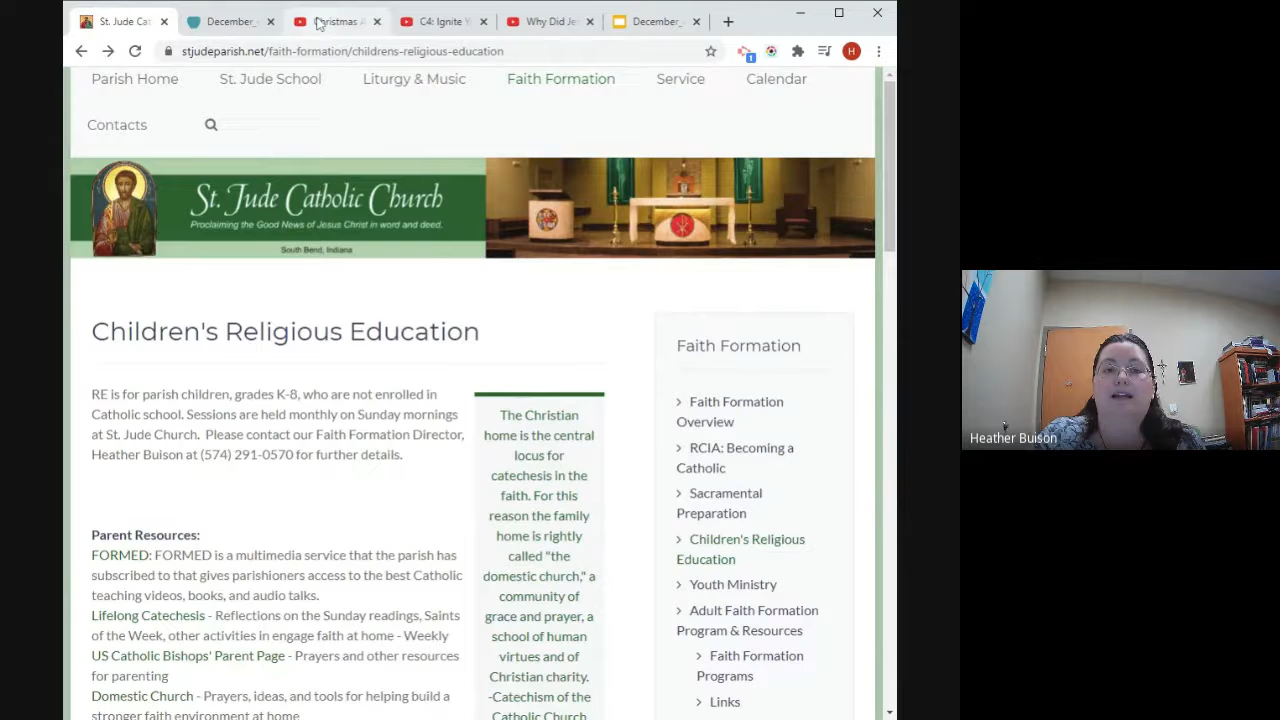 St. Jude Cat
December_
Christmas A
C4: Ignite Y
Why Did Je
December_
stjudeparish.net/faith-formation/childrens-religious-education
1
H
Parish Home
St. Jude School
Liturgy & Music
Faith Formation
Service
Calendar
Contacts
St. Jude Catholic Church
Proclaiming the Good News of Jesus Christ in word and deed.
South Bend, Indiana
Children's Religious Education
RE is for parish children, grades K-8, who are not enrolled in
Catholic school. Sessions are held monthly on Sunday mornings
at St. Jude Church. Please contact our Faith Formation Director,
Heather Buison at (574) 291-0570 for further details.
Parent Resources:
FORMED: FORMED is a multimedia service that the parish has
subscribed to that gives parishioners access to the best Catholic
teaching videos, books, and audio talks.
Lifelong Catechesis - Reflections on the Sunday readings, Saints
of the Week, other activities in engage faith at home - Weekly
US Catholic Bishops' Parent Page - Prayers and other resources
for parenting
Domestic Church - Prayers, ideas, and tools for helping build a
stronger faith environment at home
The Christian
home is the central
locus for
catechesis in the
faith. For this
reason the family
home is rightly
called "the
domestic church," a
community of
grace and prayer, a
school of human
virtues and of
Christian charity.
-Catechism of the
Catholic Church
Faith Formation
Faith Formation
Overview
RCIA: Becoming a
Catholic
Sacramental
Preparation
Children's Religious
Education
Youth Ministry
Adult Faith Formation
Program & Resources
Faith Formation
Programs
Links
Heather Buison